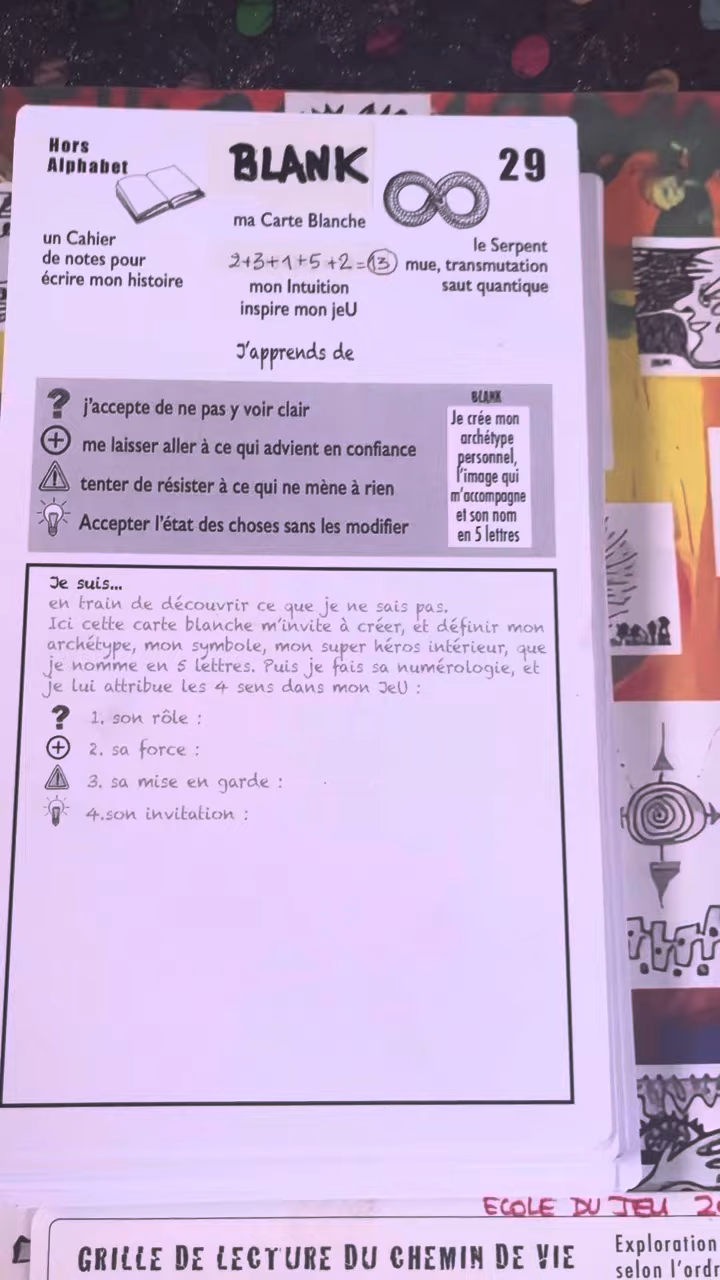 Hors
Alphabet
BLANK
29
ma Carte Blanche
un Cahier
de notes pour
écrire mon histoire
2+3+1+5+2=13
mon Intuition
inspire mon jeU
le Serpent
mue, transmutation
saut quantique
J'apprends de
? j'accepte de ne pas y voir clair
+ me laisser aller à ce qui advient en confiance
! tenter de résister à ce qui ne mène à rien
Accepter l'état des choses sans les modifier
BLANK
Je crée mon
archétype
personnel,
l'image qui
m'accompagne
et son nom
en 5 lettres
Je suis...
en train de découvrir ce que je ne sais pas.
Ici cette carte blanche m'invite à créer, et définir mon
archétype, mon symbole, mon super héros intérieur, que
je nomme en 5 lettres. Puis je fais sa numérologie, et
je lui attribue les 4 sens dans mon JeU :
? 1. son rôle :
+ 2. sa force :
! 3. sa mise en garde :
4.son invitation :
ECOLE DU JEU
GRILLE DE LECTURE DU CHEMIN DE VIE
Exploration
selon l'ordr